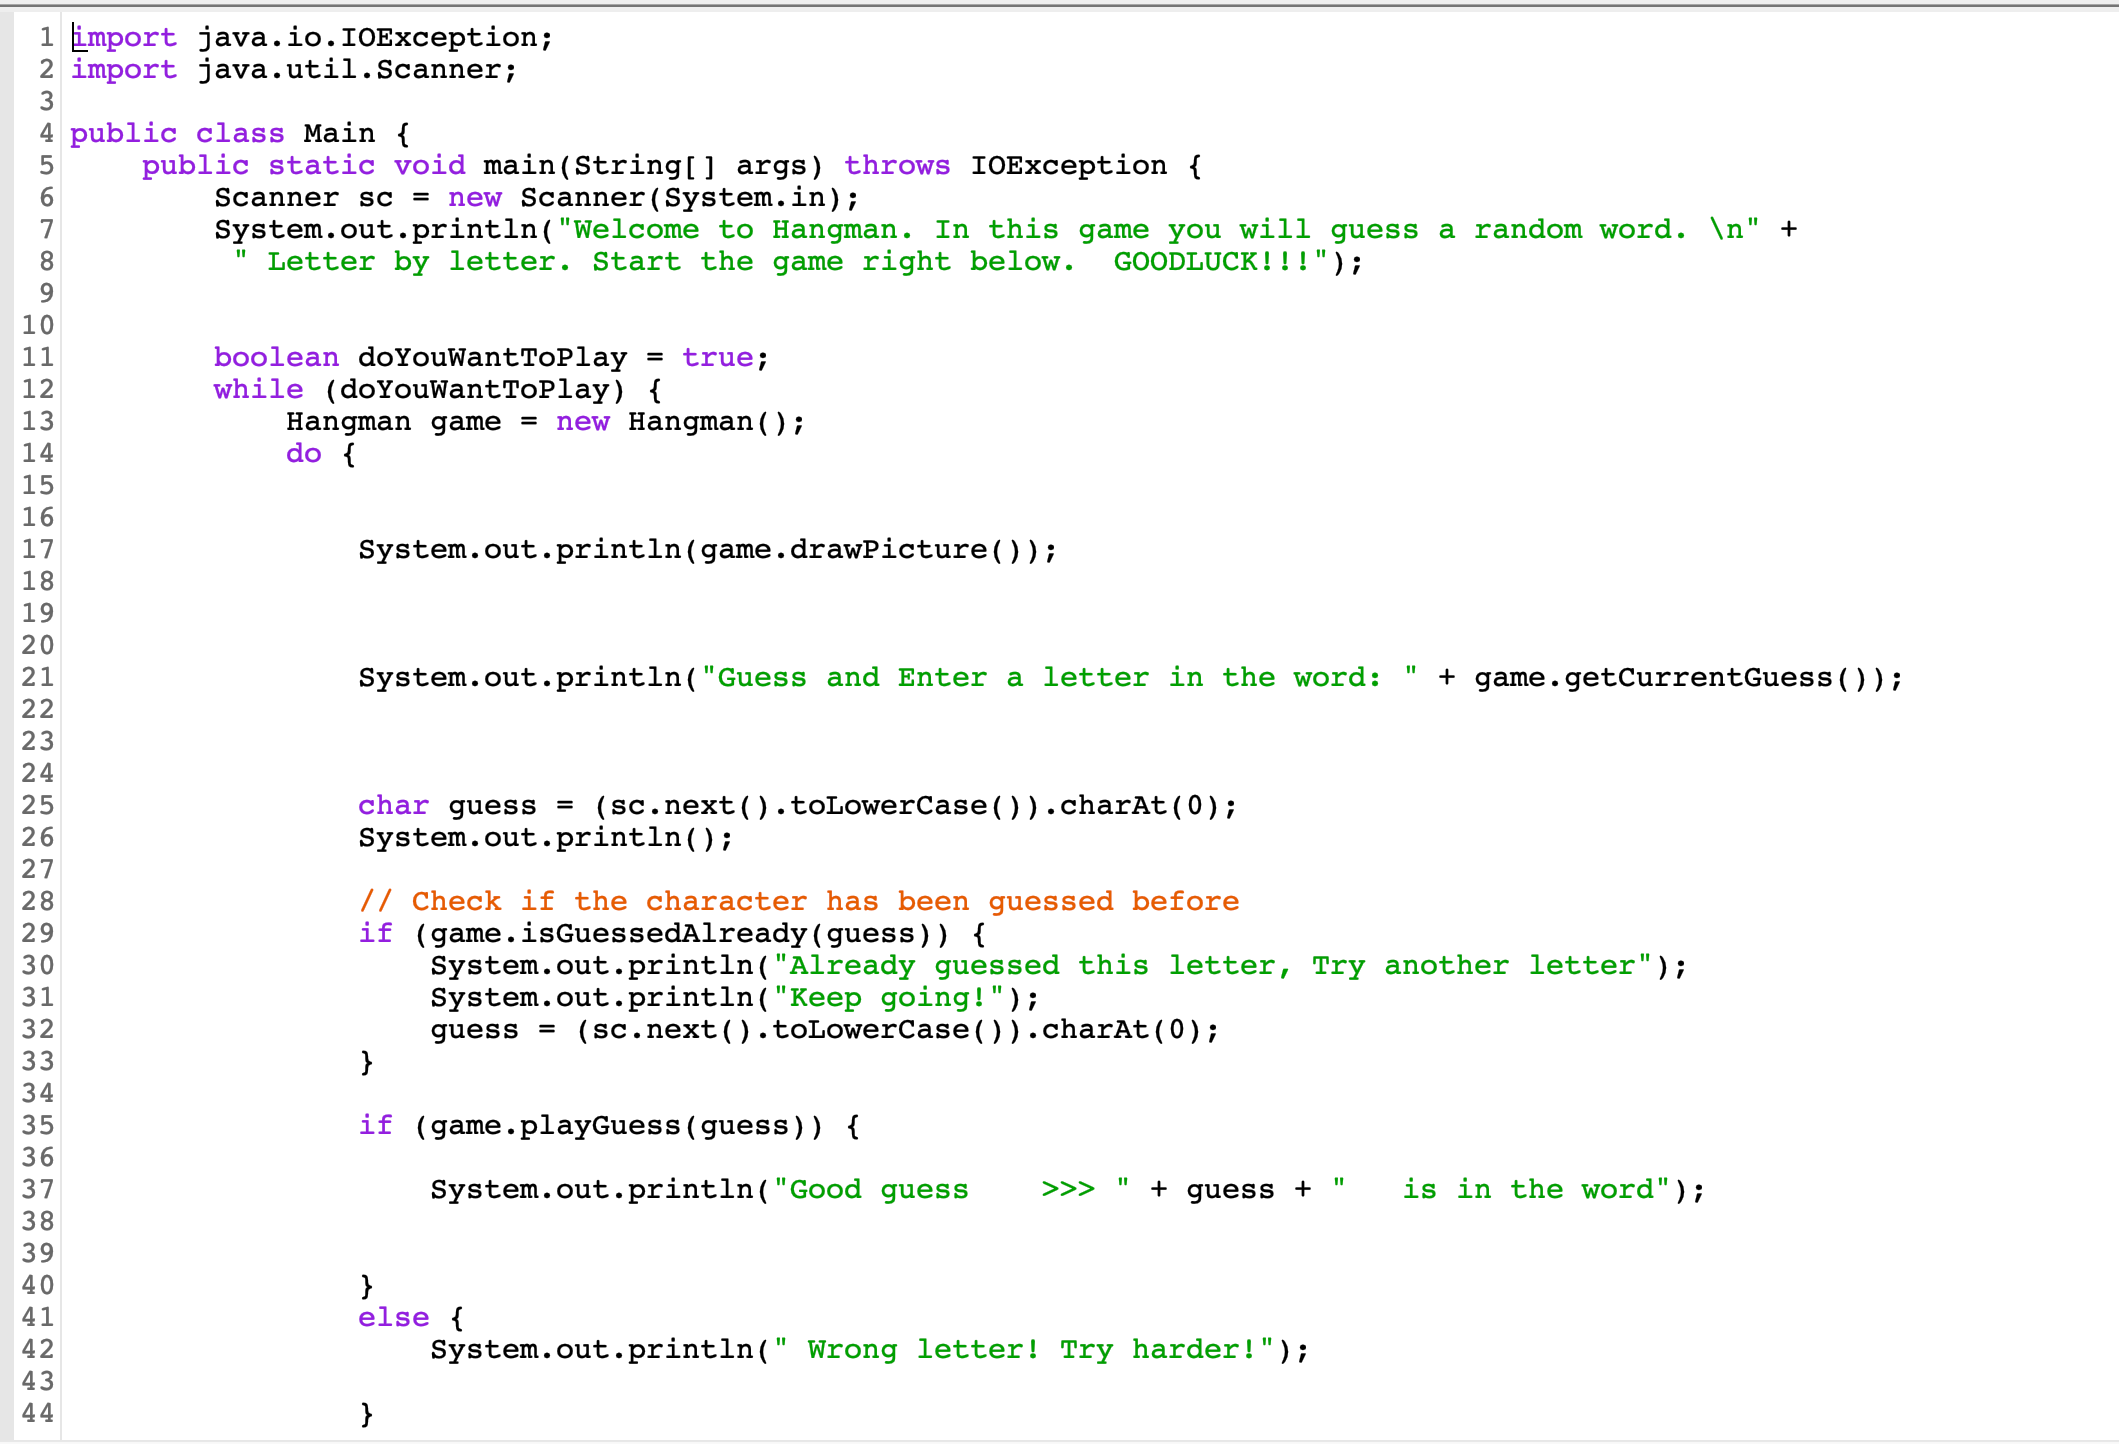 1 import java.io.IOException;
2 import java.util.Scanner;
3
4 public class Main {
5     public static void main(String[] args) throws IOException {
6         Scanner sc = new Scanner(System.in);
7         System.out.println("Welcome to Hangman. In this game you will guess a random word. \n" +
8          " Letter by letter. Start the game right below.  GOODLUCK!!!");
9
10
11         boolean doYouWantToPlay = true;
12         while (doYouWantToPlay) {
13             Hangman game = new Hangman();
14             do {
15
16
17                 System.out.println(game.drawPicture());
18
19
20
21                 System.out.println("Guess and Enter a letter in the word: " + game.getCurrentGuess());
22
23
24
25                 char guess = (sc.next().toLowerCase()).charAt(0);
26                 System.out.println();
27
28                 // Check if the character has been guessed before
29                 if (game.isGuessedAlready(guess)) {
30                     System.out.println("Already guessed this letter, Try another letter");
31                     System.out.println("Keep going!");
32                     guess = (sc.next().toLowerCase()).charAt(0);
33                 }
34
35                 if (game.playGuess(guess)) {
36
37                     System.out.println("Good guess    >>> " + guess + "   is in the word");
38
39
40                 }
41                 else {
42                     System.out.println(" Wrong letter! Try harder!");
43
44                 }